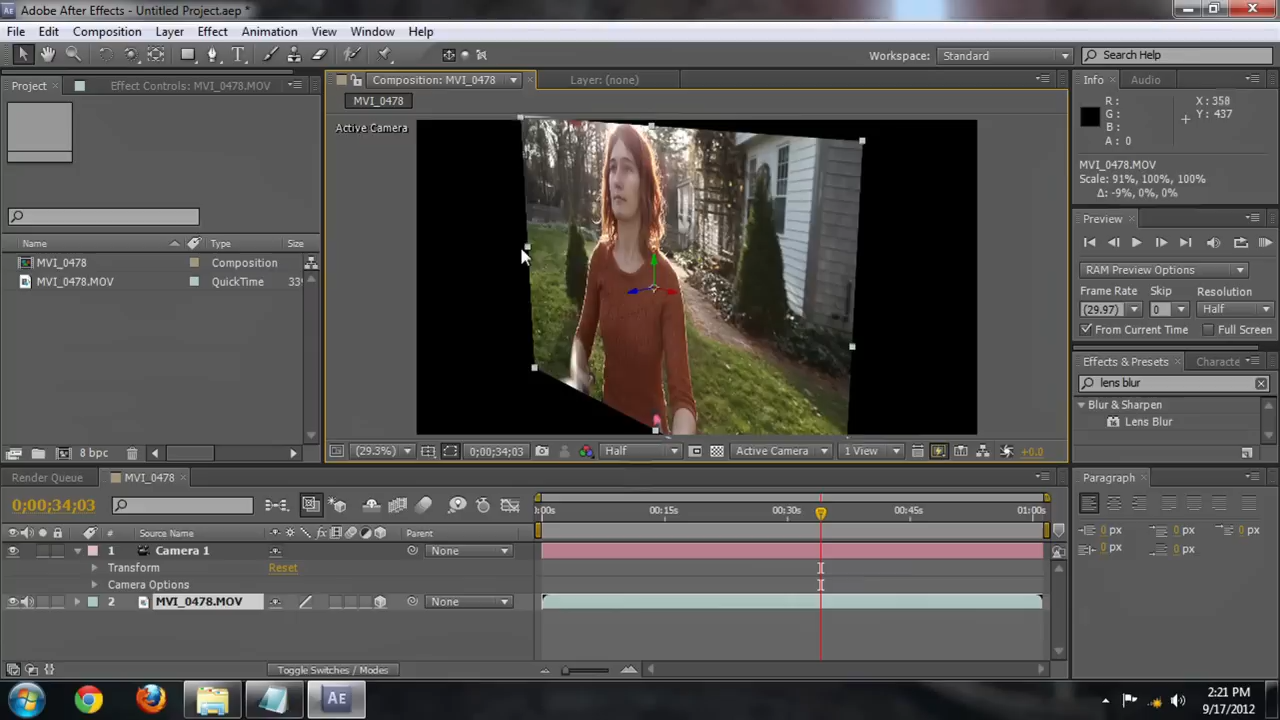 Adobe After Effects - Untitled Project.aep *
File Edit Composition Layer Effect Animation View Window Help
Workspace: Standard
Search Help
Project
Effect Controls: MVI_0478.MOV
Composition: MVI_0478
Layer: (none)
Info
Audio
MVI_0478
Active Camera
R :
G :
B :
A : 0
X : 358
Y : 437
MVI_0478.MOV
Scale: 91%, 100%, 100%
Δ: -9%, 0%, 0%
Preview
Name Type Size
MVI_0478 Composition
MVI_0478.MOV QuickTime 33
RAM Preview Options
Frame Rate Skip Resolution
(29.97) 0 Half
From Current Time Full Screen
Effects & Presets
Characte
lens blur
Blur & Sharpen
Lens Blur
8 bpc
(29.3%)
0;00;34;03
Half
Active Camera
1 View
+0.0
Render Queue
MVI_0478
Paragraph
0;00;34;03
:00s 00:15s 00:30s 00:45s 01:00s
# Source Name Parent
1 Camera 1 None
Transform Reset
Camera Options
2 MVI_0478.MOV None
0 px 0 px 0 px
0 px 0 px
Toggle Switches / Modes
Ae
2:21 PM
9/17/2012